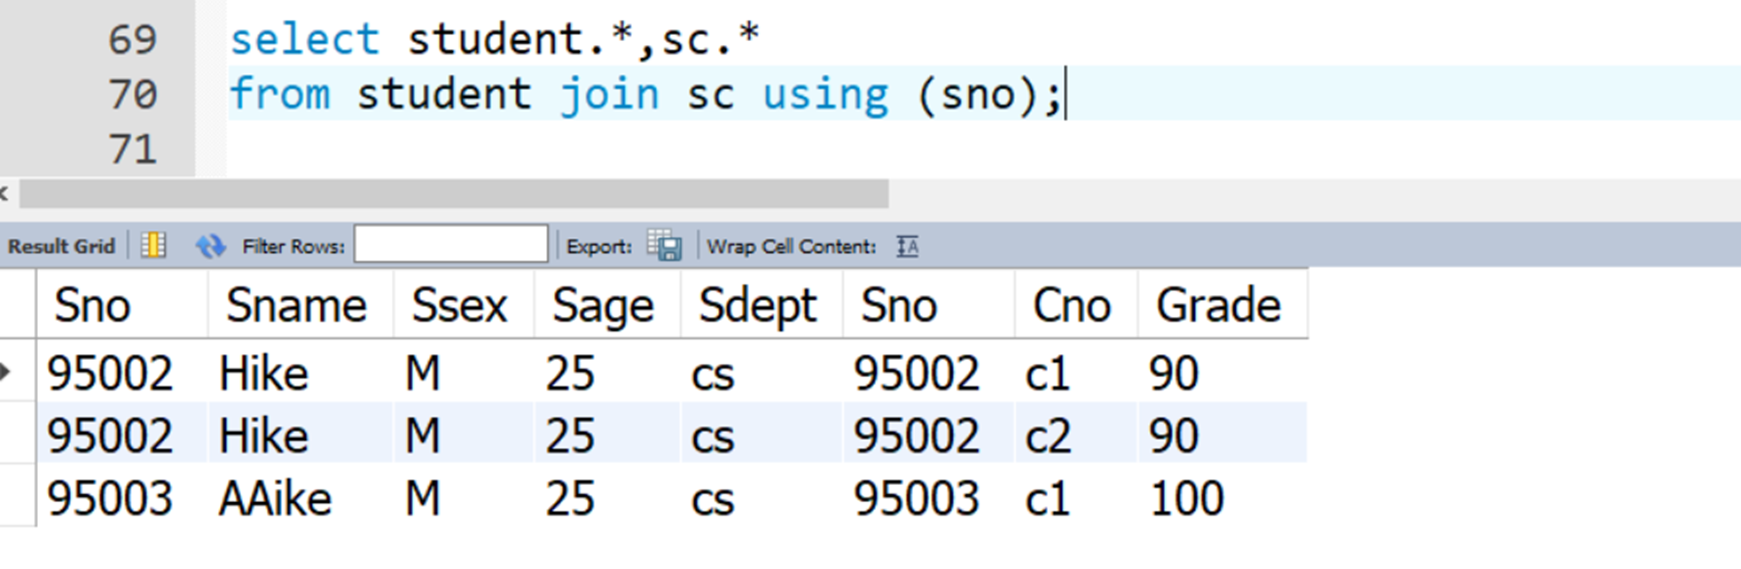 69 select student.*,sc.*
70 from student join sc using (sno);
71
Result Grid Filter Rows: Export: Wrap Cell Content: IA
Sno Sname Ssex Sage Sdept Sno Cno Grade
95002 Hike M 25 cs 95002 c1 90
95002 Hike M 25 cs 95002 c2 90
95003 AAike M 25 cs 95003 c1 100